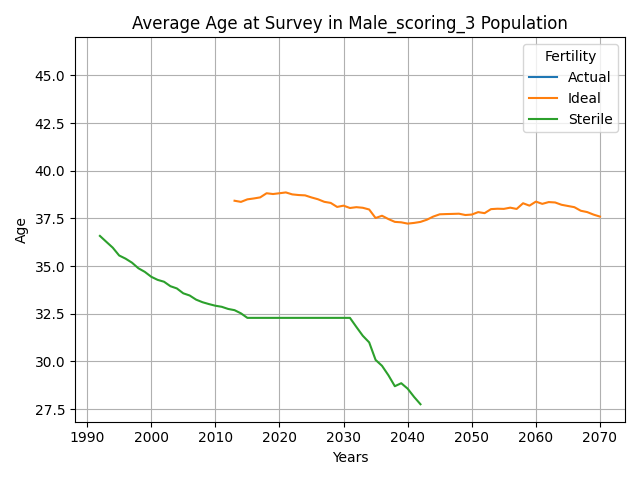 Average Age at Survey in Male_scoring_3 Population
Fertility
Actual
Ideal
Sterile
45.0
42.5
40.0
37.5
35.0
32.5
30.0
27.5
Age
1990 2000 2010 2020 2030 2040 2050 2060 2070
Years